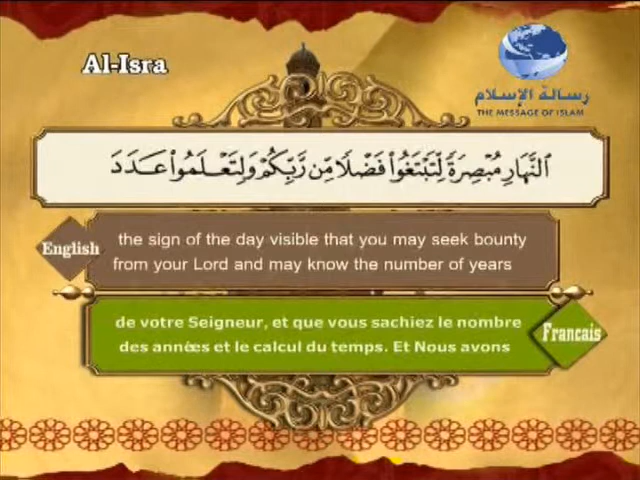 Al-Isra
رسالة الإسلام
THE MESSAGE OF ISLAM
ٱلنَّهَارِ مُبْصِرَةً لِّتَبْتَغُوا۟ فَضْلًا مِّن رَّبِّكُمْ وَلِتَعْلَمُوا۟ عَدَدَ
English
the sign of the day visible that you may seek bounty
from your Lord and may know the number of years
de votre Seigneur, et que vous sachiez le nombre
des années et le calcul du temps. Et Nous avons
Francais